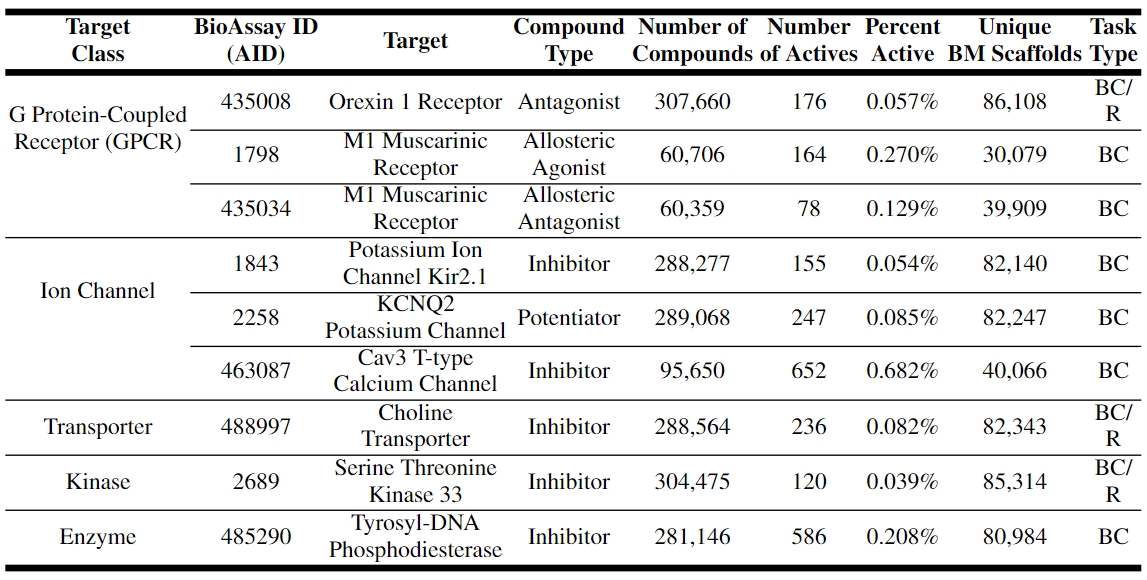 Target Class BioAssay ID (AID) Target Compound Type Number of Compounds Number of Actives Percent Active Unique BM Scaffolds Task Type
G Protein-Coupled Receptor (GPCR) 435008 Orexin 1 Receptor Antagonist 307,660 176 0.057% 86,108 BC/R
1798 M1 Muscarinic Receptor Allosteric Agonist 60,706 164 0.270% 30,079 BC
435034 M1 Muscarinic Receptor Allosteric Antagonist 60,359 78 0.129% 39,909 BC
Ion Channel 1843 Potassium Ion Channel Kir2.1 Inhibitor 288,277 155 0.054% 82,140 BC
2258 KCNQ2 Potassium Channel Potentiator 289,068 247 0.085% 82,247 BC
463087 Cav3 T-type Calcium Channel Inhibitor 95,650 652 0.682% 40,066 BC
Transporter 488997 Choline Transporter Inhibitor 288,564 236 0.082% 82,343 BC/R
Kinase 2689 Serine Threonine Kinase 33 Inhibitor 304,475 120 0.039% 85,314 BC/R
Enzyme 485290 Tyrosyl-DNA Phosphodiesterase Inhibitor 281,146 586 0.208% 80,984 BC